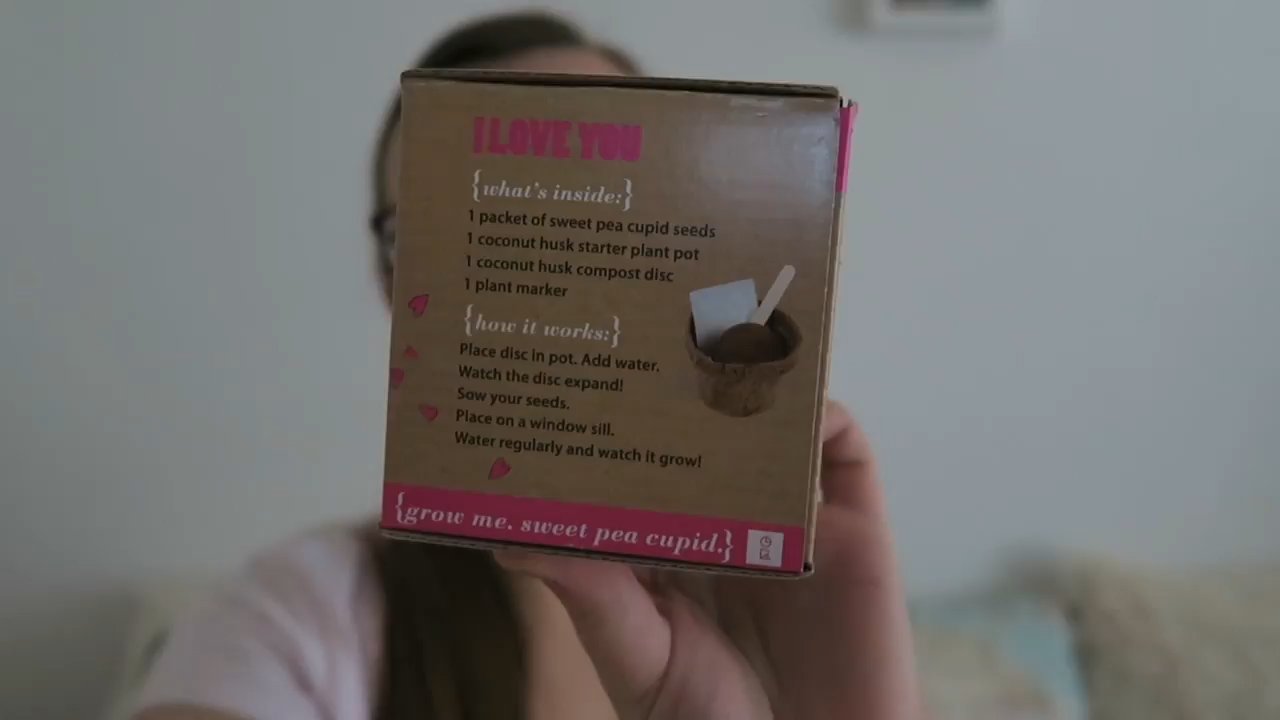 I LOVE YOU
{what's inside:}
1 packet of sweet pea cupid seeds
1 coconut husk starter plant pot
1 coconut husk compost disc
1 plant marker
{how it works:}
Place disc in pot. Add water.
Watch the disc expand!
Sow your seeds.
Place on a window sill.
Water regularly and watch it grow!
{grow me. sweet pea cupid.}